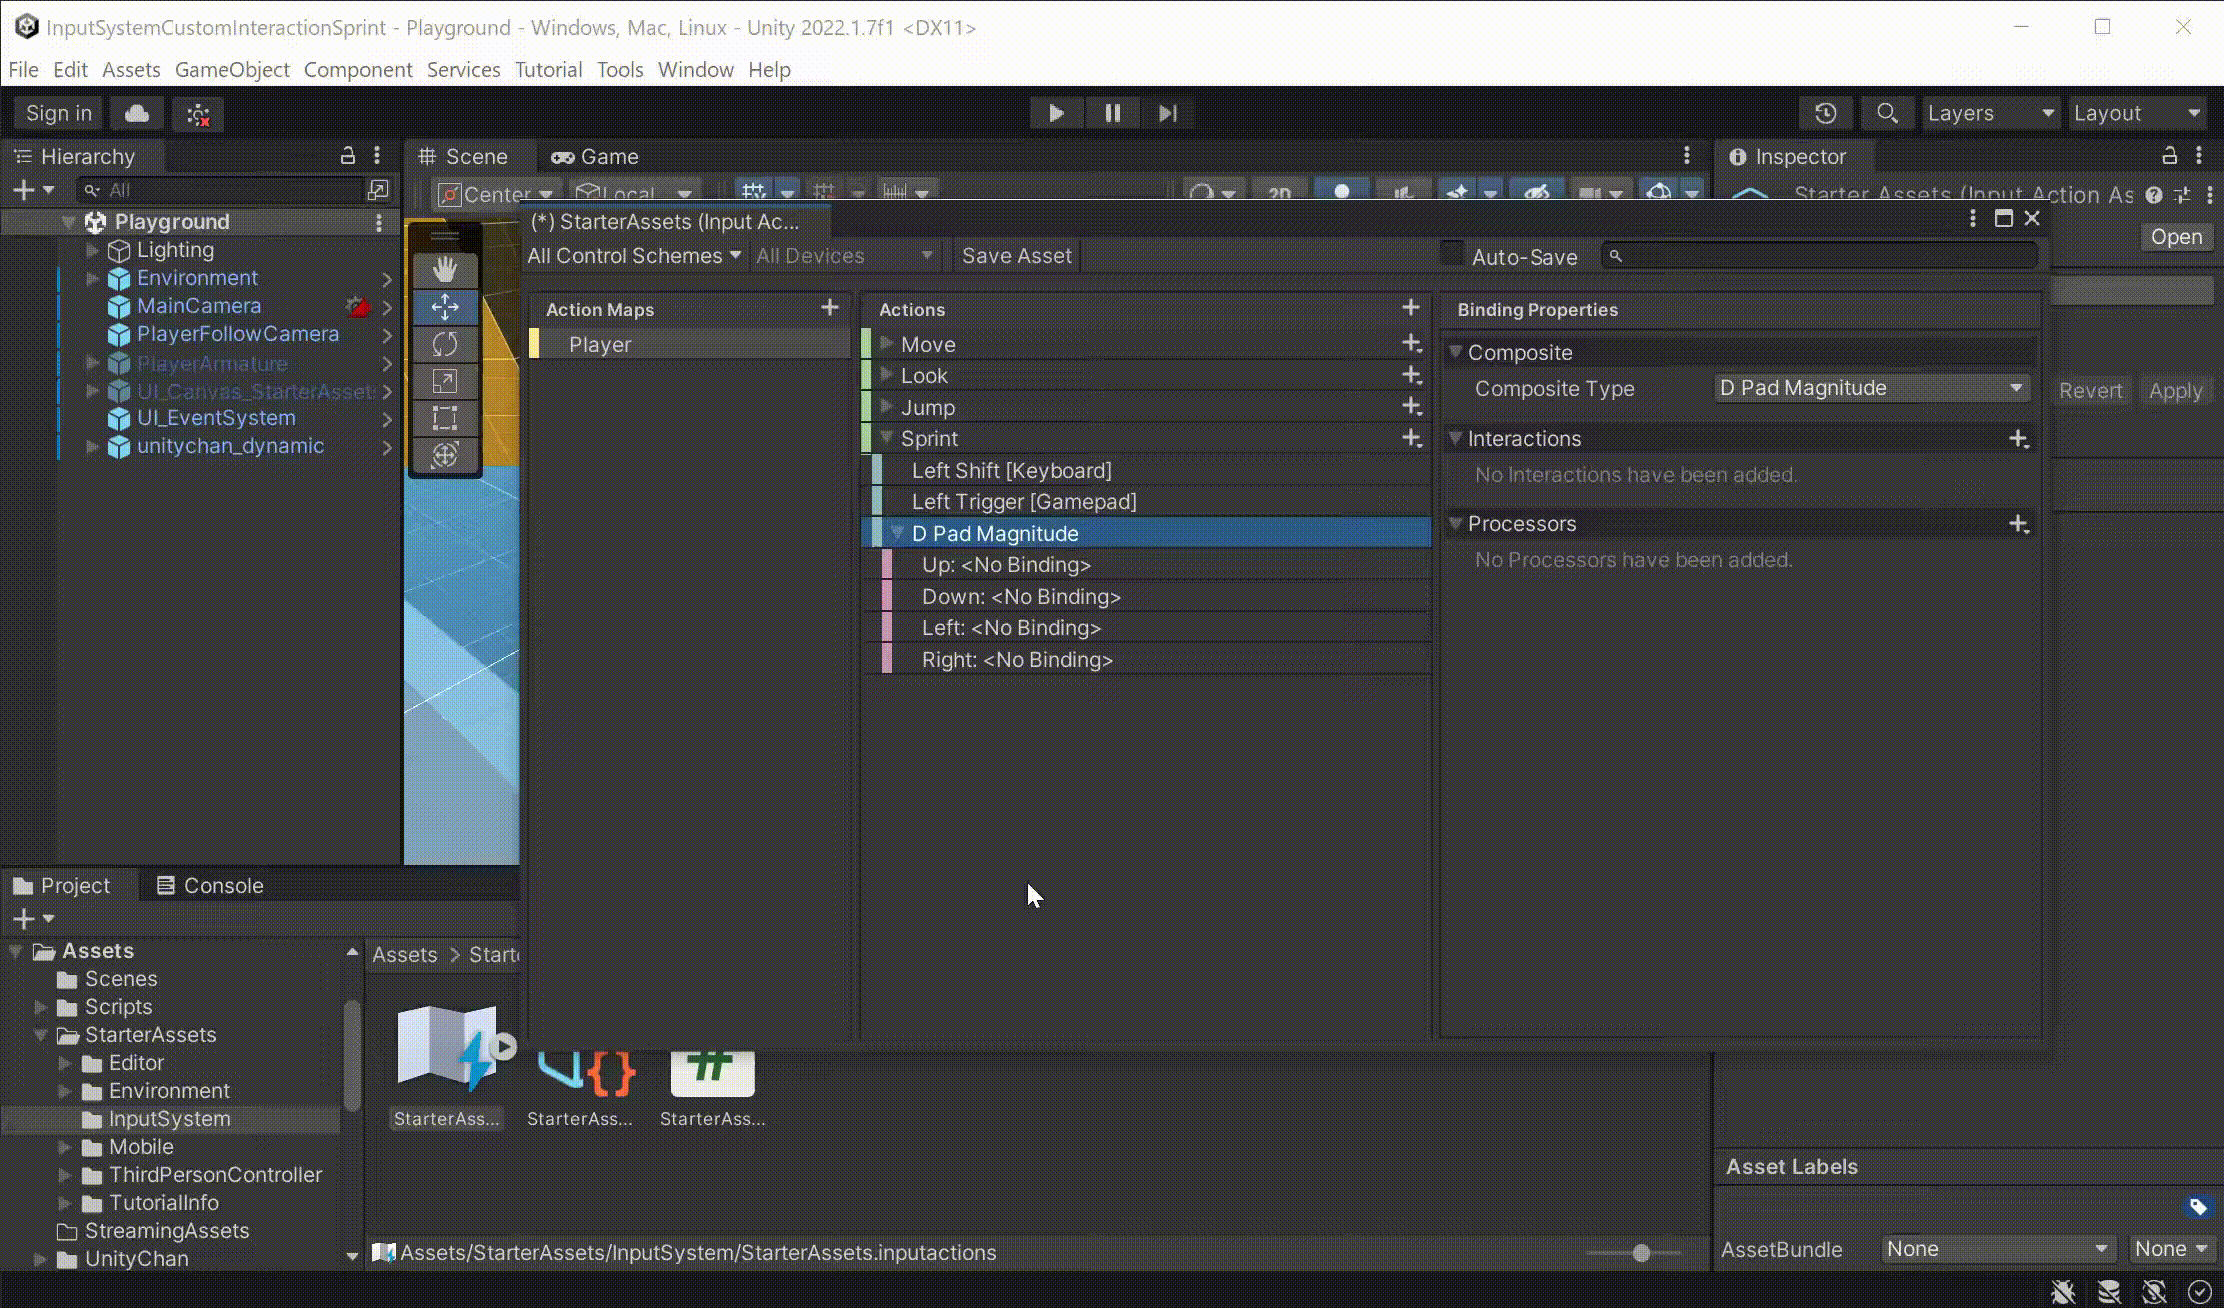 InputSystemCustomInteractionSprint - Playground - Windows, Mac, Linux - Unity 2022.1.7f1 <DX11>
File Edit Assets GameObject Component Services Tutorial Tools Window Help
Sign in
Layers
Layout
Hierarchy
All
Playground
Lighting
Environment
MainCamera
PlayerFollowCamera
PlayerArmature
UI_Canvas_StarterAsset
UI_EventSystem
unitychan_dynamic
Scene
Game
Center
Local
2D
(*) StarterAssets (Input Ac...
All Control Schemes
All Devices
Save Asset
Auto-Save
Action Maps
Player
Actions
Move
Look
Jump
Sprint
Left Shift [Keyboard]
Left Trigger [Gamepad]
D Pad Magnitude
Up: <No Binding>
Down: <No Binding>
Left: <No Binding>
Right: <No Binding>
Binding Properties
Composite
Composite Type
D Pad Magnitude
Interactions
No Interactions have been added.
Processors
No Processors have been added.
Inspector
Starter Assets (Input Action As
Open
Revert
Apply
Project
Console
Assets
Scenes
Scripts
StarterAssets
Editor
Environment
InputSystem
Mobile
ThirdPersonController
TutorialInfo
StreamingAssets
UnityChan
Assets > Start
StarterAss...
StarterAss...
StarterAss...
Assets/StarterAssets/InputSystem/StarterAssets.inputactions
Asset Labels
AssetBundle
None
None